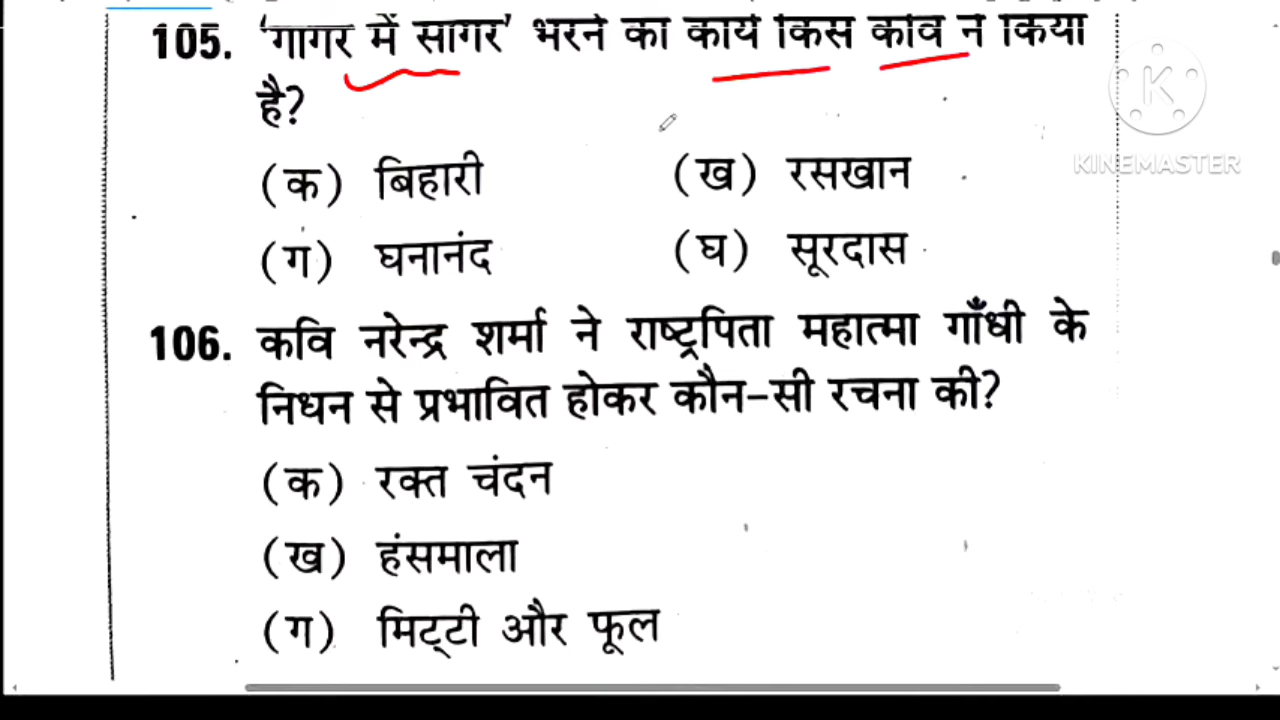 105. 'गागर में सागर' भरने का कार्य किस कवि ने किया
है?
K
KINEMASTER
(क) बिहारी (ख) रसखान
(ग) घनानंद (घ) सूरदास
106. कवि नरेन्द्र शर्मा ने राष्ट्रपिता महात्मा गाँधी के
निधन से प्रभावित होकर कौन-सी रचना की?
(क) रक्त चंदन
(ख) हंसमाला
(ग) मिट्टी और फूल